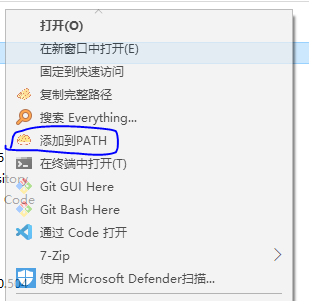 打开(O)
在新窗口中打开(E)
固定到快速访问
复制完整路径
搜索 Everything...
添加到PATH
在终端中打开(T)
Git GUI Here
Git Bash Here
通过 Code 打开
7-Zip
使用 Microsoft Defender扫描...
Code